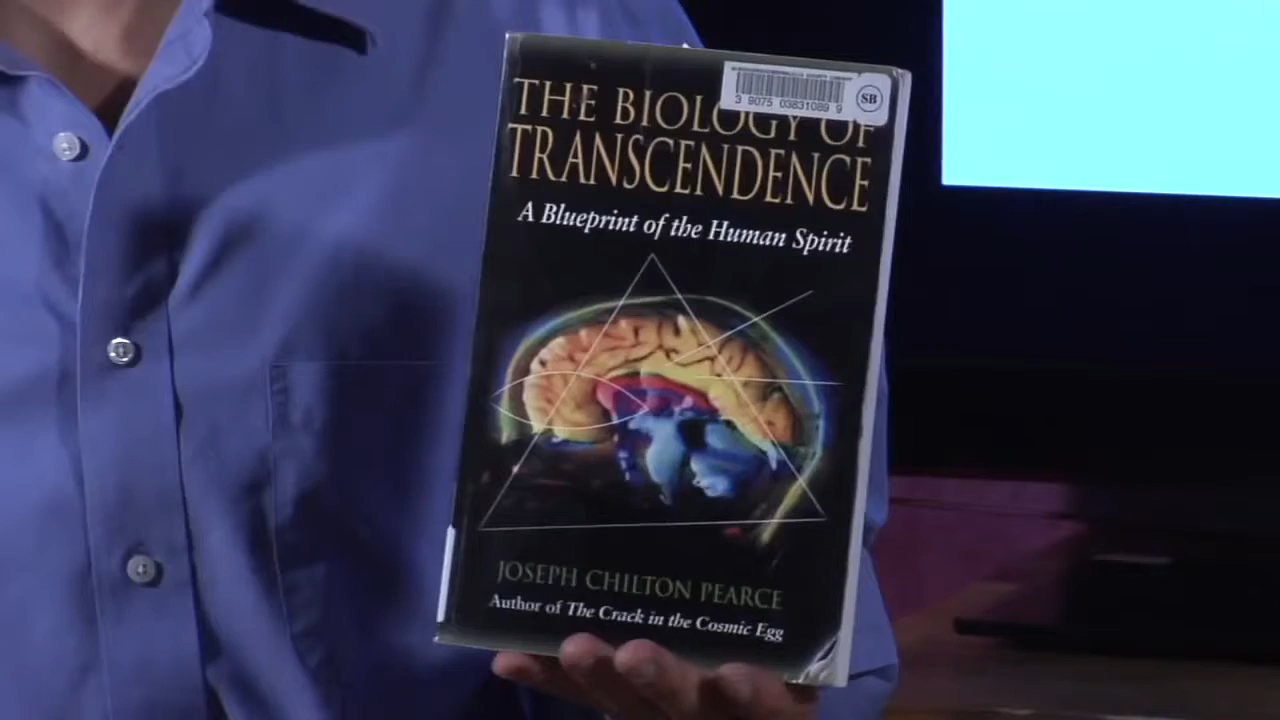 3 9075 03831089 9
SB
THE BIOLOGY OF
TRANSCENDENCE
A Blueprint of the Human Spirit
JOSEPH CHILTON PEARCE
Author of The Crack in the Cosmic Egg